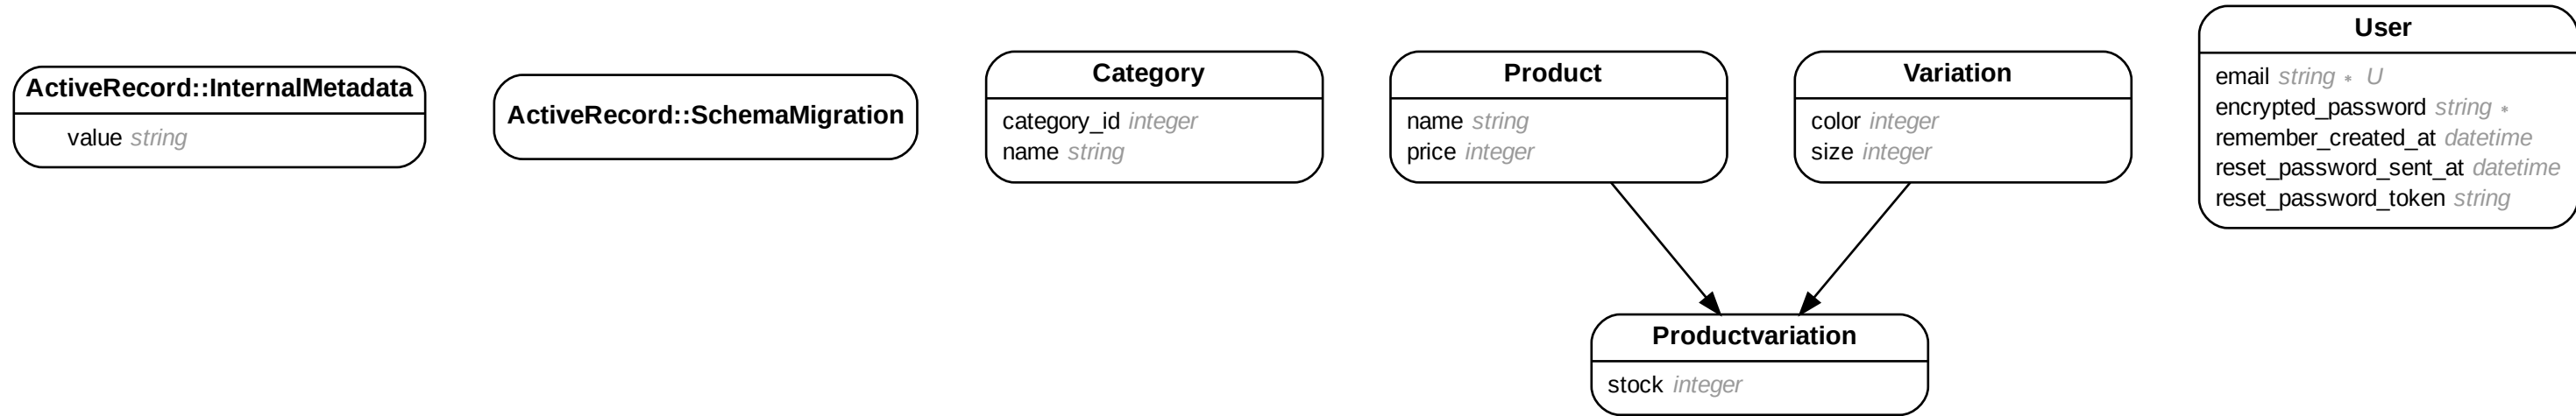 ActiveRecord::InternalMetadata
value string
ActiveRecord::SchemaMigration
Category
category_id integer
name string
Product
name string
price integer
Variation
color integer
size integer
User
email string * U
encrypted_password string *
remember_created_at datetime
reset_password_sent_at datetime
reset_password_token string
Productvariation
stock integer